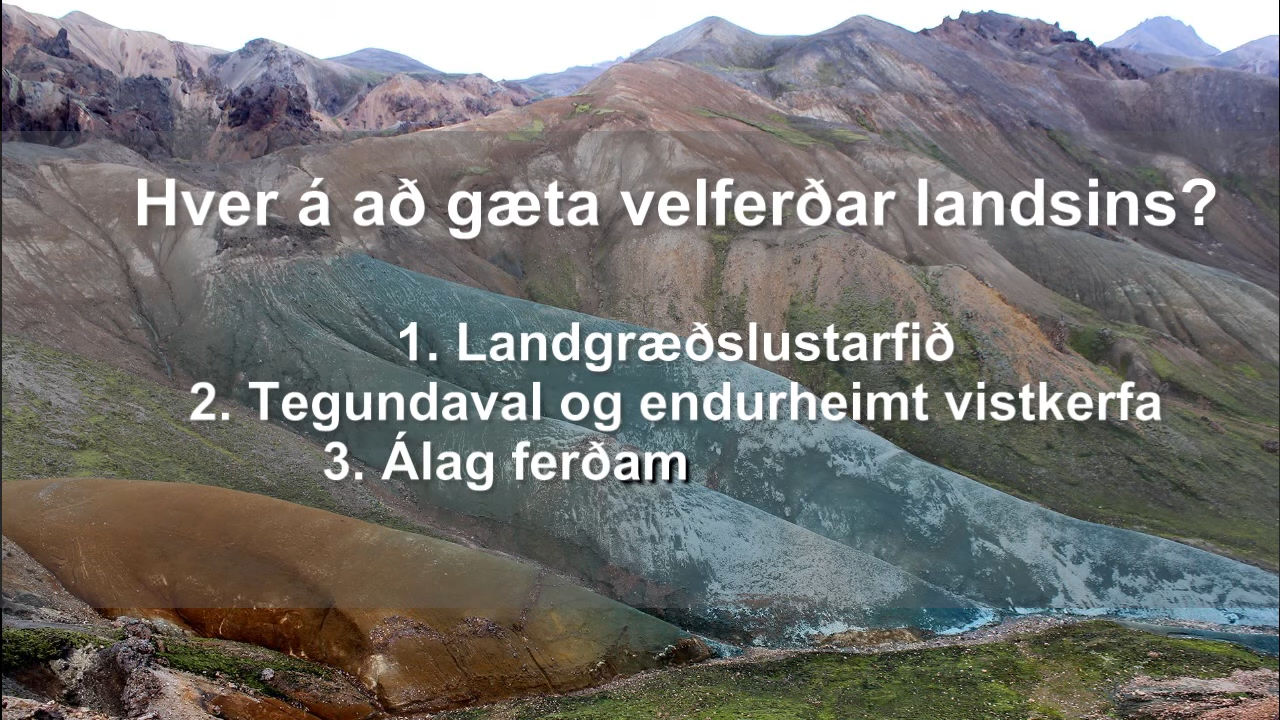 Hver á að gæta velferðar landsins?
1. Landgræðslustarfið
2. Tegundaval og endurheimt vistkerfa
3. Álag ferðam